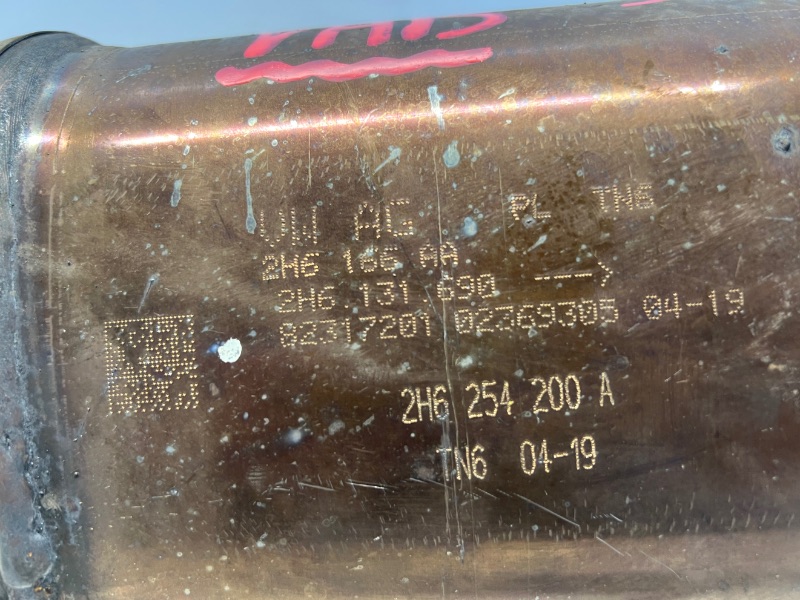 VW AG PL TN6
2H6 166 AA
2H6 131 690 --->
82317201 02369305 04-19
2H6 254 200 A
TN6 04-19